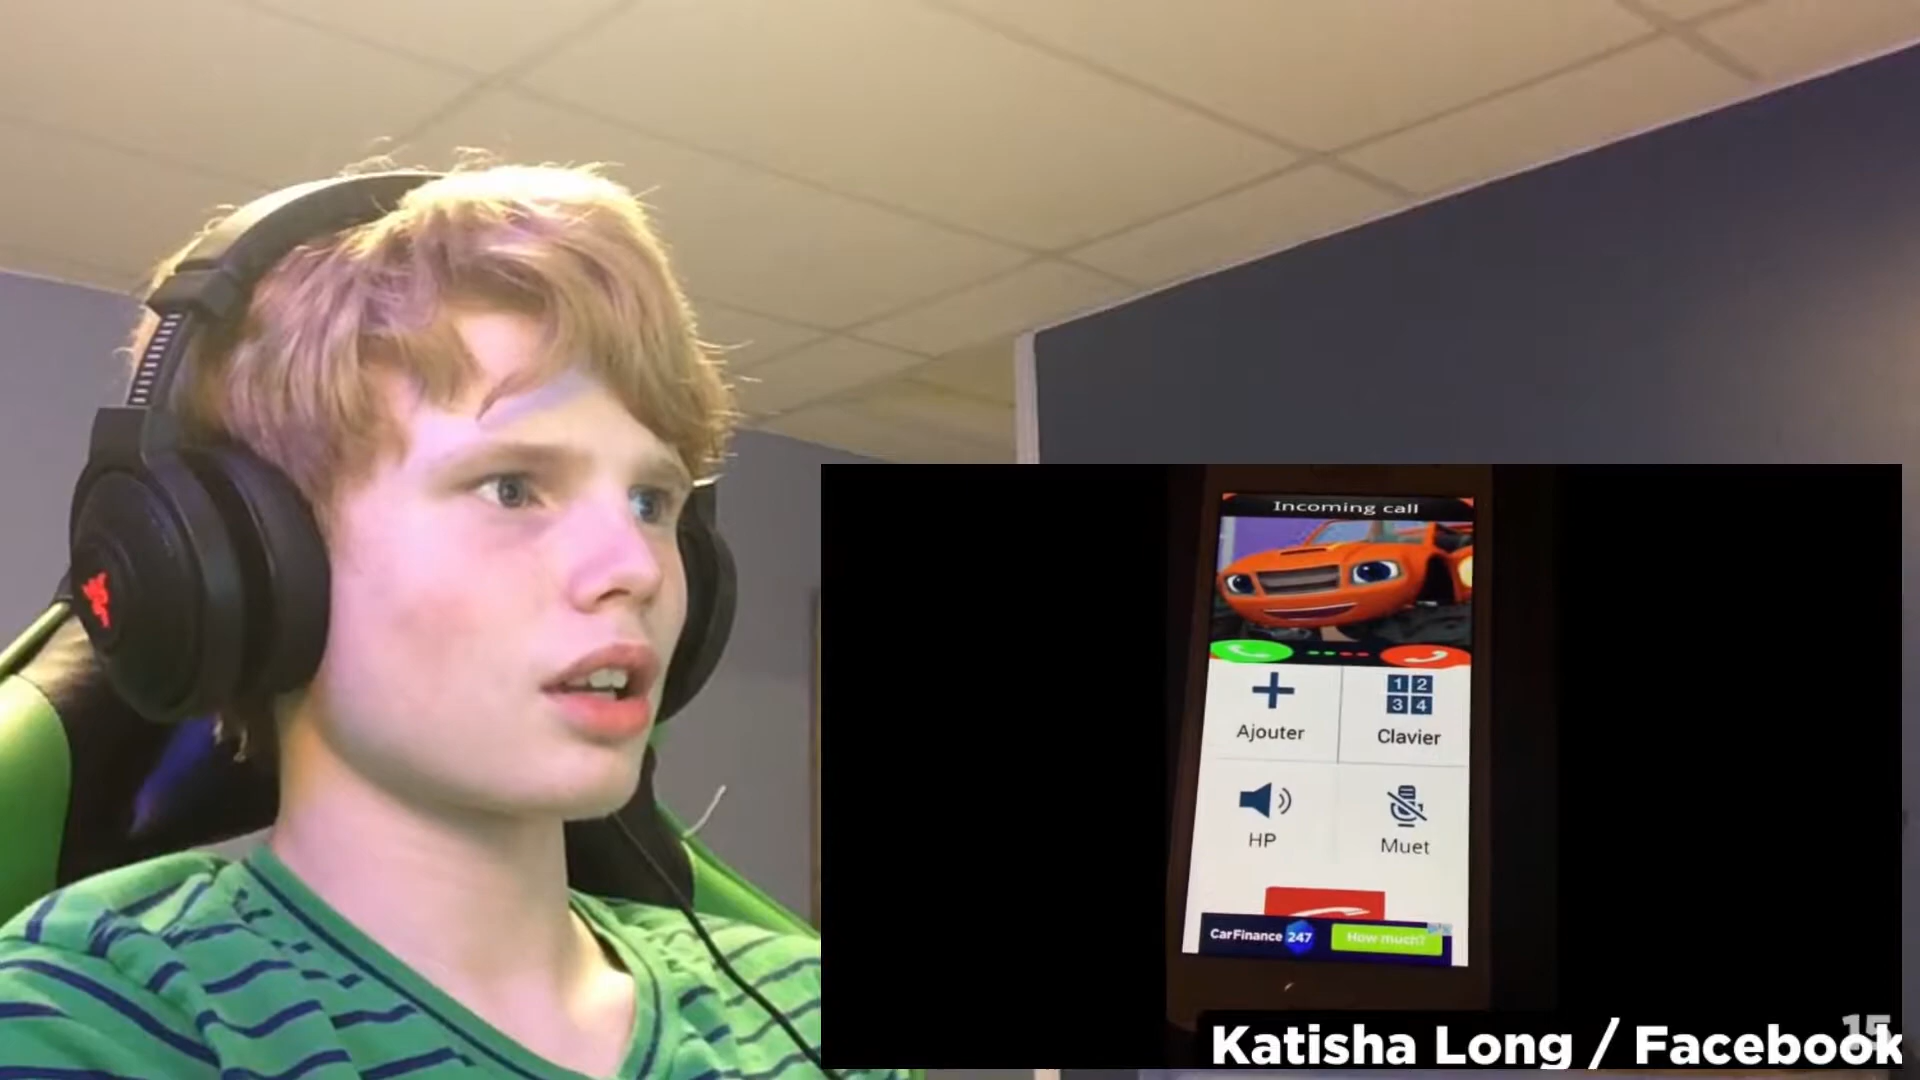 Incoming call
Ajouter
Clavier
1 2
3 4
HP
Muet
CarFinance 247
How much?
Katisha Long / Facebook
15